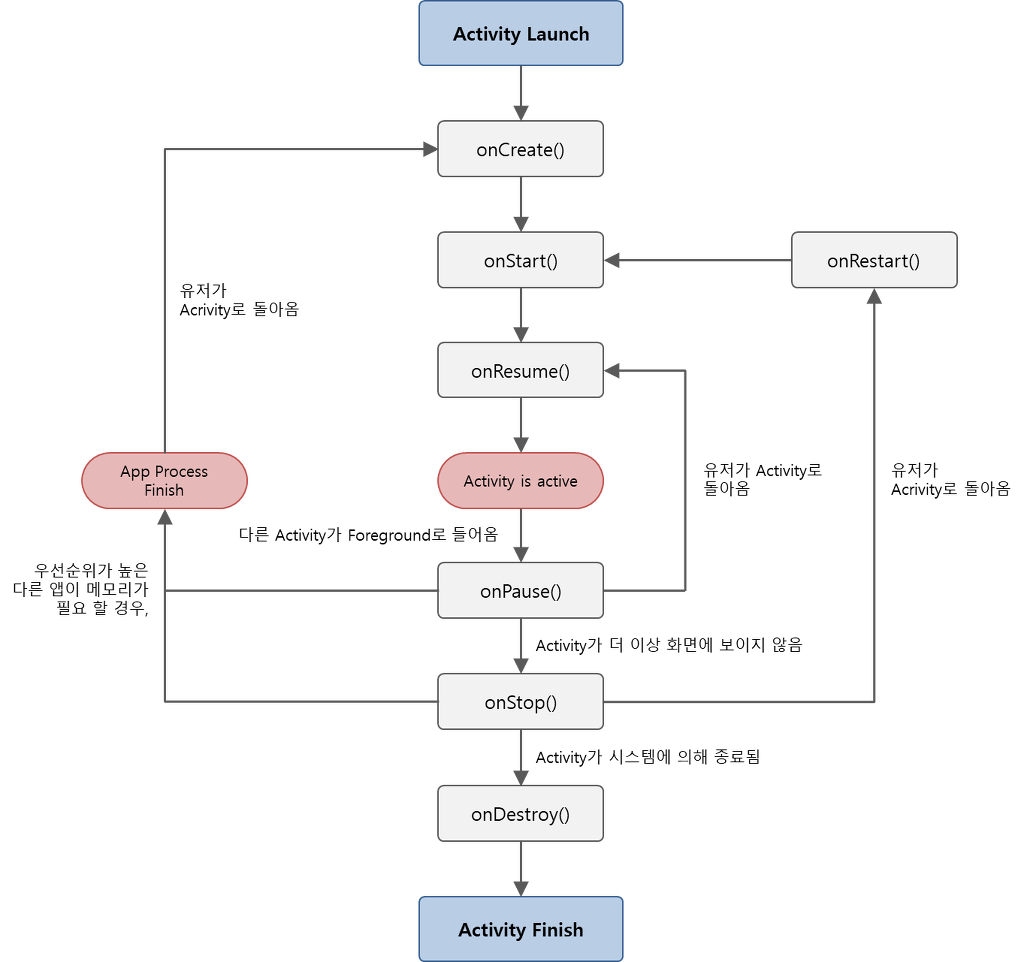 Activity Launch
onCreate()
onStart()
onRestart()
유저가
Acrivity로 돌아옴
onResume()
App Process
Finish
Activity is active
유저가 Activity로
돌아옴
유저가
Acrivity로 돌아옴
다른 Activity가 Foreground로 들어옴
우선순위가 높은
다른 앱이 메모리가
필요 할 경우,
onPause()
Activity가 더 이상 화면에 보이지 않음
onStop()
Activity가 시스템에 의해 종료됨
onDestroy()
Activity Finish